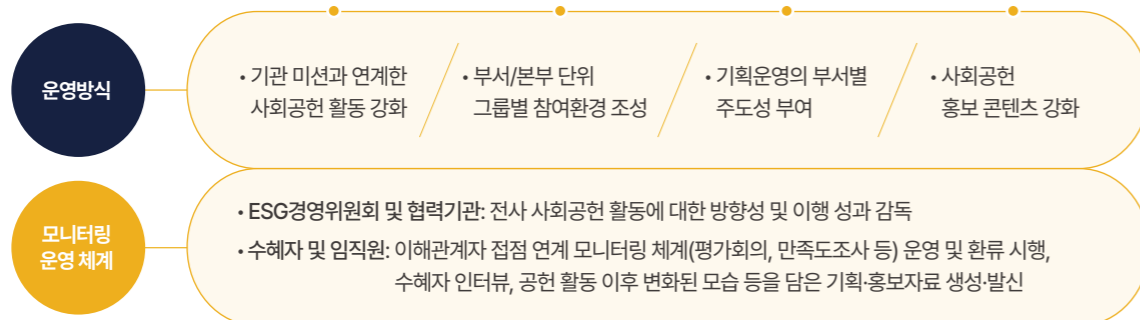 운영방식
• 기관 미션과 연계한
사회공헌 활동 강화
• 부서/본부 단위
그룹별 참여환경 조성
• 기획운영의 부서별
주도성 부여
• 사회공헌
홍보 콘텐츠 강화
모니터링
운영 체계
• ESG경영위원회 및 협력기관: 전사 사회공헌 활동에 대한 방향성 및 이행 성과 감독
• 수혜자 및 임직원: 이해관계자 접점 연계 모니터링 체계(평가회의, 만족도조사 등) 운영 및 환류 시행,
수혜자 인터뷰, 공헌 활동 이후 변화된 모습 등을 담은 기획·홍보자료 생성·발신